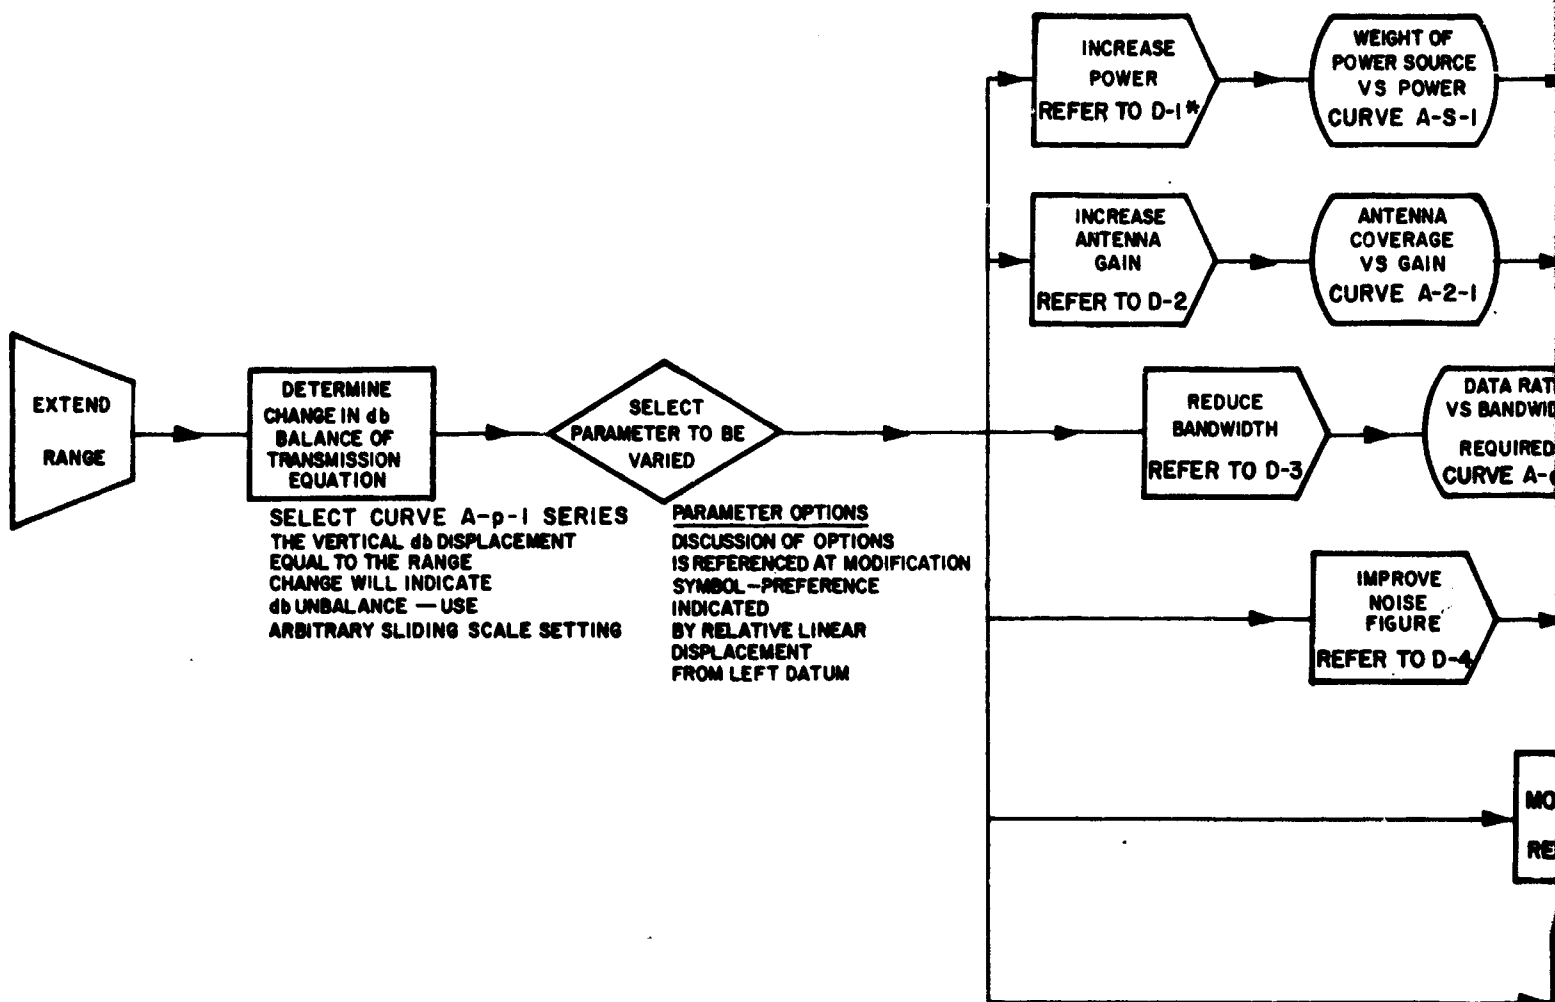 INCREASE
POWER
REFER TO D-1*
WEIGHT OF
POWER SOURCE
VS POWER
CURVE A-S-1
INCREASE
ANTENNA
GAIN
REFER TO D-2
ANTENNA
COVERAGE
VS GAIN
CURVE A-2-1
EXTEND
RANGE
DETERMINE
CHANGE IN db
BALANCE OF
TRANSMISSION
EQUATION
SELECT CURVE A-p-1 SERIES
THE VERTICAL db DISPLACEMENT
EQUAL TO THE RANGE
CHANGE WILL INDICATE
db UNBALANCE — USE
ARBITRARY SLIDING SCALE SETTING
SELECT
PARAMETER TO BE
VARIED
PARAMETER OPTIONS
DISCUSSION OF OPTIONS
IS REFERENCED AT MODIFICATION
SYMBOL-PREFERENCE
INDICATED
BY RELATIVE LINEAR
DISPLACEMENT
FROM LEFT DATUM
REDUCE
BANDWIDTH
REFER TO D-3
DATA
VS
REQUIRED
CURVE
IMPROVE
NOISE
FIGURE
REFER TO D-4